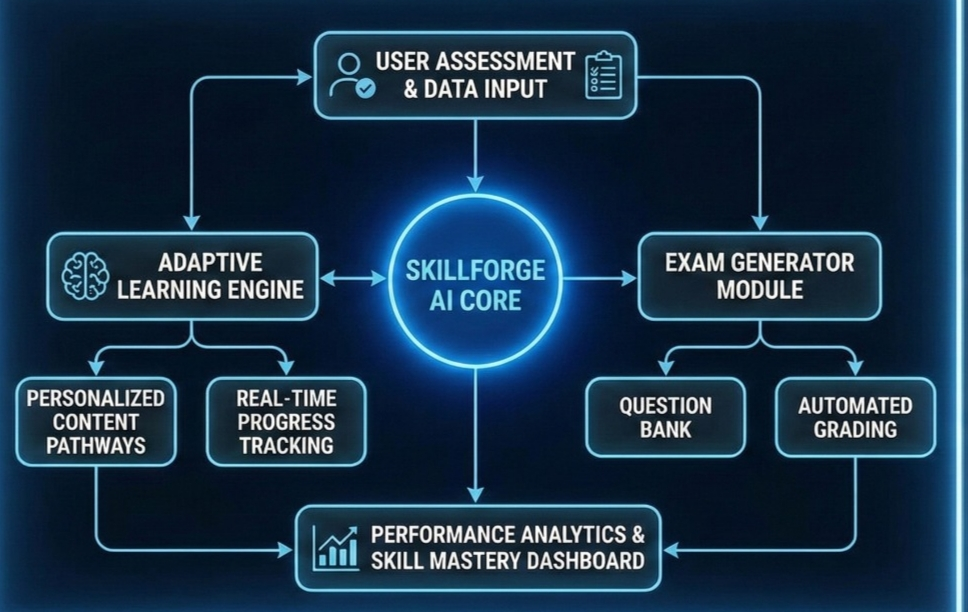 USER ASSESSMENT
& DATA INPUT
SKILLFORGE
AI CORE
ADAPTIVE
LEARNING ENGINE
EXAM GENERATOR
MODULE
PERSONALIZED
CONTENT
PATHWAYS
REAL-TIME
PROGRESS
TRACKING
QUESTION
BANK
AUTOMATED
GRADING
PERFORMANCE ANALYTICS &
SKILL MASTERY DASHBOARD